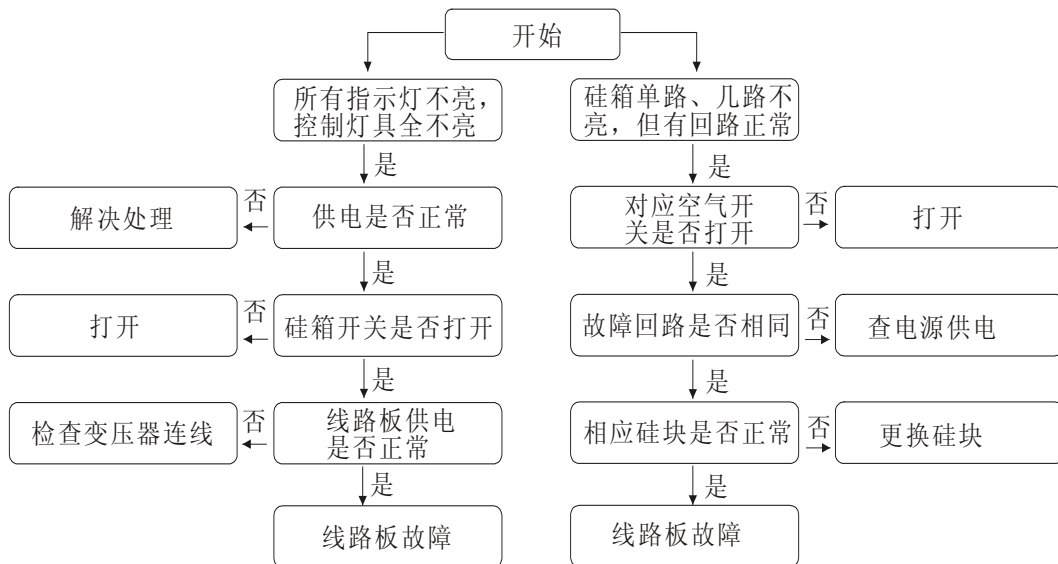 开始
所有指示灯不亮，
控制灯具全不亮
硅箱单路、几路不
亮，但有回路正常
是
是
解决处理
否
供电是否正常
对应空气开
关是否打开
否
打开
是
是
打开
否
硅箱开关是否打开
故障回路是否相同
否
查电源供电
是
是
检查变压器连线
否
线路板供电
是否正常
相应硅块是否正常
否
更换硅块
是
是
线路板故障
线路板故障